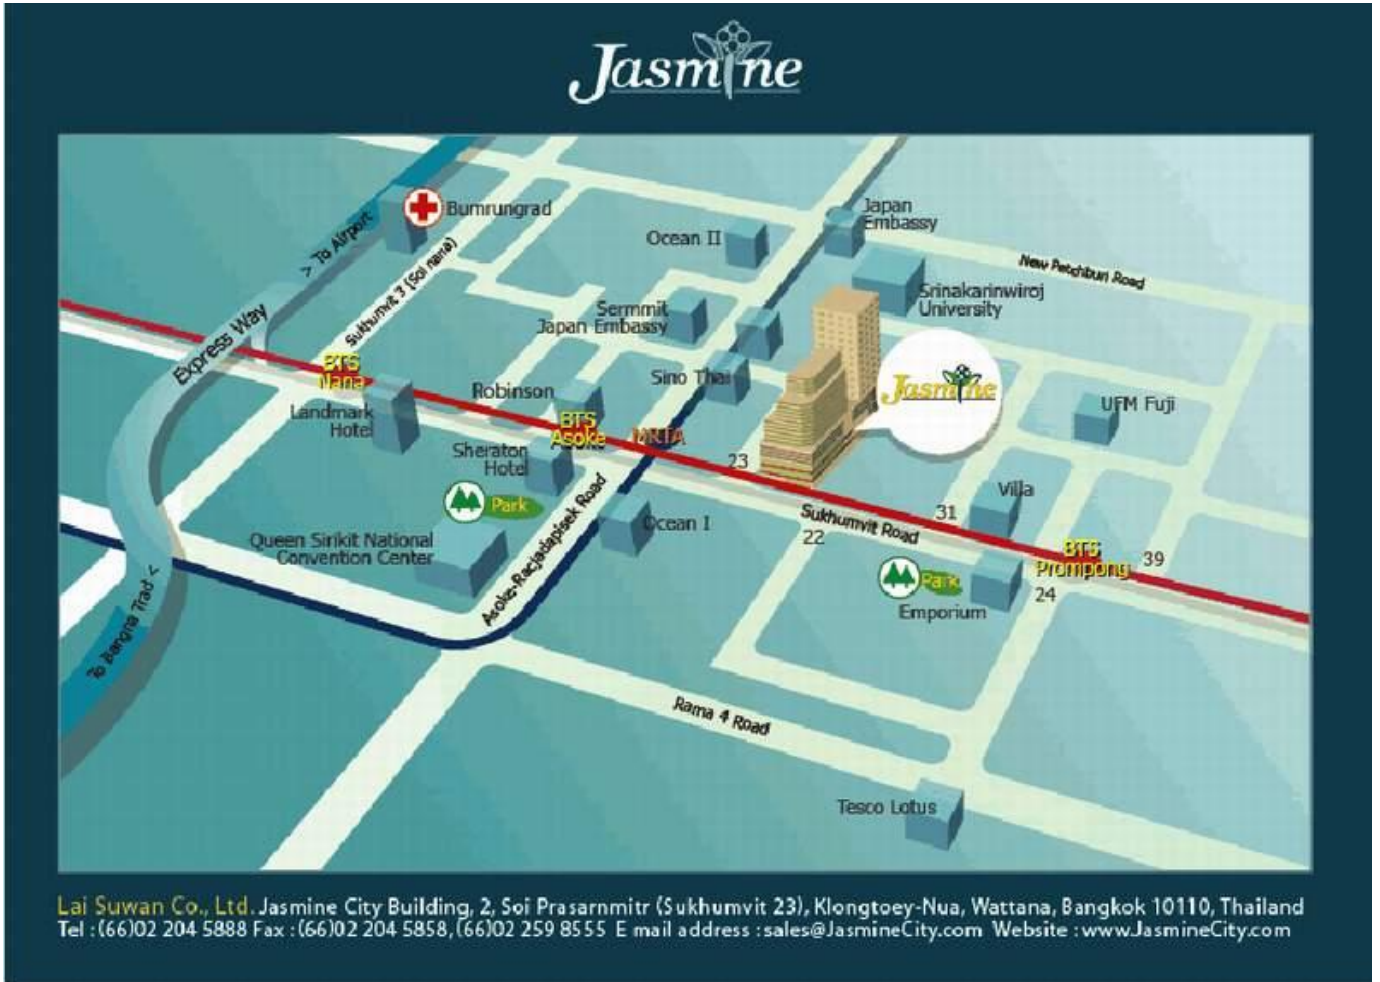 Jasmine
Bumrungrad
> To Airport
Sukhumvit 3 (Soi nana)
Express Way
Ocean II
Japan
Embassy
New Petchburi Road
Srinakarinwiroj
University
Sermmit
Japan Embassy
BTS
Nana
Robinson
Sino Thai
Jasmine
UFM Fuji
Landmark
Hotel
BTS
Asoke
Asoke
MRTA
Sheraton
Hotel
23
Park
Villa
31
Sukhumvit Road
22
Ocean I
Queen Sirikit National
Convention Center
Asoke-Racjadapisek Road
BTS
Prompong
39
Park
24
Emporium
To Bangna Trad <
Rama 4 Road
Tesco Lotus
Lai Suwan Co., Ltd. Jasmine City Building, 2, Soi Prasarnmitr (Sukhumvit 23), Klongtoey-Nua, Wattana, Bangkok 10110, Thailand
Tel : (66)02 204 5888 Fax : (66)02 204 5858, (66)02 259 8555 E mail address : sales@JasmineCity.com Website : www.JasmineCity.com